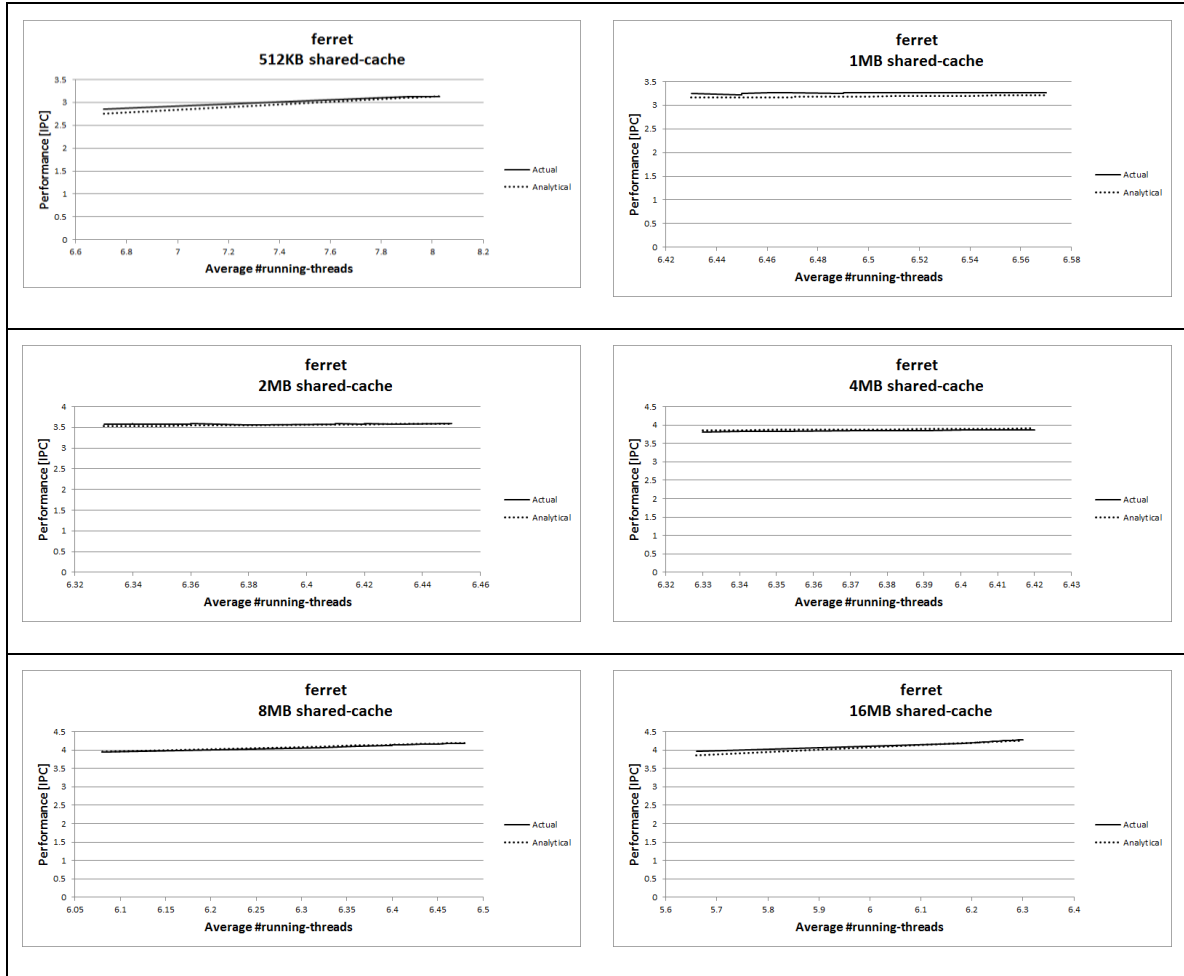 ferret
512KB shared-cache
3.5
3
2.5
2
1.5
1
0.5
0
6.6 6.8 7 7.2 7.4 7.6 7.8 8 8.2
Performance [IPC]
Average #running-threads
Actual
Analytical
ferret
1MB shared-cache
3.5
3
2.5
2
1.5
1
0.5
0
6.42 6.44 6.46 6.48 6.5 6.52 6.54 6.56 6.58
Performance [IPC]
Average #running-threads
Actual
Analytical
ferret
2MB shared-cache
4
3.5
3
2.5
2
1.5
1
0.5
0
6.32 6.34 6.36 6.38 6.4 6.42 6.44 6.46
Performance [IPC]
Average #running-threads
Actual
Analytical
ferret
4MB shared-cache
4.5
4
3.5
3
2.5
2
1.5
1
0.5
0
6.32 6.33 6.34 6.35 6.36 6.37 6.38 6.39 6.4 6.41 6.42 6.43
Performance [IPC]
Average #running-threads
Actual
Analytical
ferret
8MB shared-cache
4.5
4
3.5
3
2.5
2
1.5
1
0.5
0
6.05 6.1 6.15 6.2 6.25 6.3 6.35 6.4 6.45 6.5
Performance [IPC]
Average #running-threads
Actual
Analytical
ferret
16MB shared-cache
4.5
4
3.5
3
2.5
2
1.5
1
0.5
0
5.6 5.7 5.8 5.9 6 6.1 6.2 6.3 6.4
Performance [IPC]
Average #running-threads
Actual
Analytical